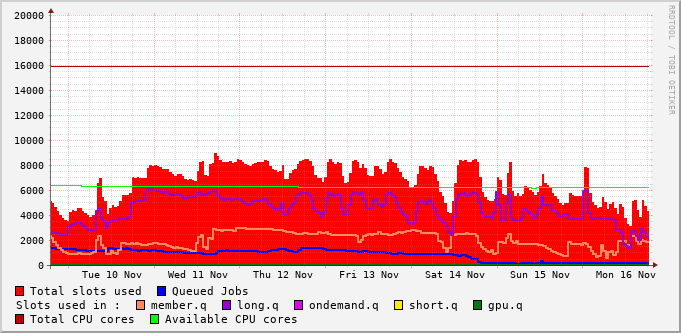 RRDTOOL / TOBI OETIKER
20000
18000
16000
14000
12000
10000
8000
6000
4000
2000
0
Tue 10 Nov Wed 11 Nov Thu 12 Nov Fri 13 Nov Sat 14 Nov Sun 15 Nov Mon 16 Nov
Total slots used Queued Jobs
Slots used in : member.q long.q ondemand.q short.q gpu.q
Total CPU cores Available CPU cores